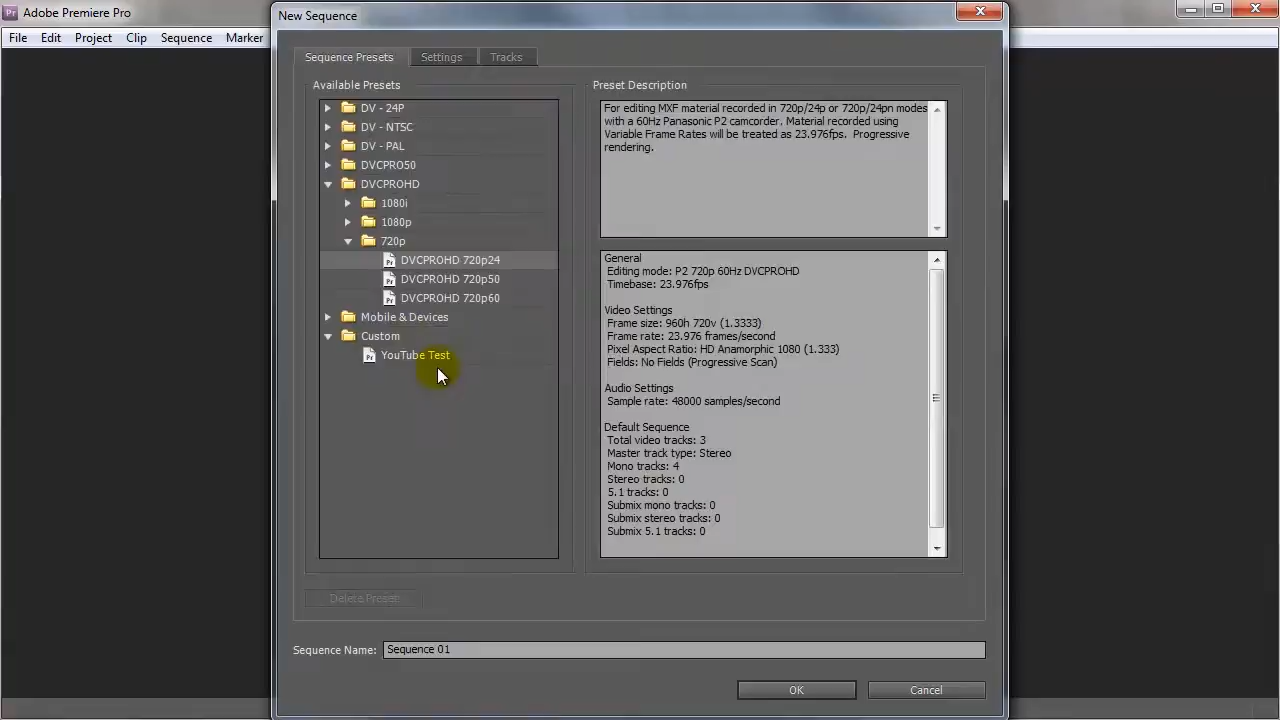 Pr Adobe Premiere Pro
New Sequence
File Edit Project Clip Sequence Marker
Sequence Presets Settings Tracks
Available Presets
DV - 24P
DV - NTSC
DV - PAL
DVCPRO50
DVCPROHD
1080i
1080p
720p
DVCPROHD 720p24
DVCPROHD 720p50
DVCPROHD 720p60
Mobile & Devices
Custom
YouTube Test
Delete Preset
Preset Description
For editing MXF material recorded in 720p/24p or 720p/24pn modes
with a 60Hz Panasonic P2 camcorder. Material recorded using
Variable Frame Rates will be treated as 23.976fps. Progressive
rendering.
General
Editing mode: P2 720p 60Hz DVCPROHD
Timebase: 23.976fps
Video Settings
Frame size: 960h 720v (1.3333)
Frame rate: 23.976 frames/second
Pixel Aspect Ratio: HD Anamorphic 1080 (1.333)
Fields: No Fields (Progressive Scan)
Audio Settings
Sample rate: 48000 samples/second
Default Sequence
Total video tracks: 3
Master track type: Stereo
Mono tracks: 4
Stereo tracks: 0
5.1 tracks: 0
Submix mono tracks: 0
Submix stereo tracks: 0
Submix 5.1 tracks: 0
Sequence Name: Sequence 01
OK Cancel